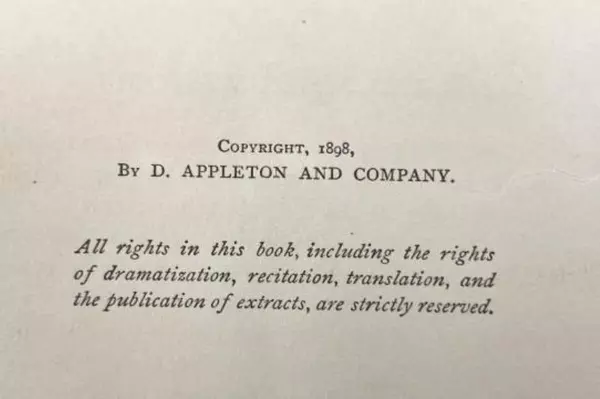 Copyright, 1898,
By D. APPLETON AND COMPANY.
All rights in this book, including the rights
of dramatization, recitation, translation, and
the publication of extracts, are strictly reserved.